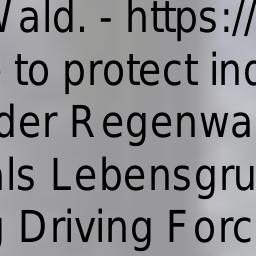 Wald. - https://
to protect ind
der Regenwa
als Lebensgru
g Driving Forc